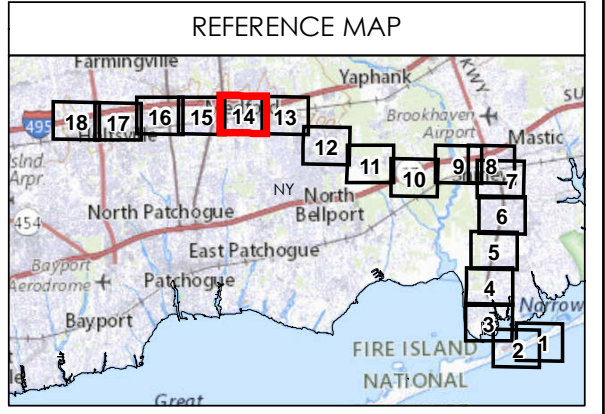 REFERENCE MAP
Farmingville
Yaphank
KWY
SU
495
18
17
16
15
14
13
Brookhaven
Airport
Mastic
12
11
10
9
8
7
Arpr
NY
North
Bellport
454
North Patchogue
6
East Patchogue
5
Bayport
Aerodrome
Patchogue
4
Narrow
Bayport
3
FIRE ISLAND
NATIONAL
2
1
Great